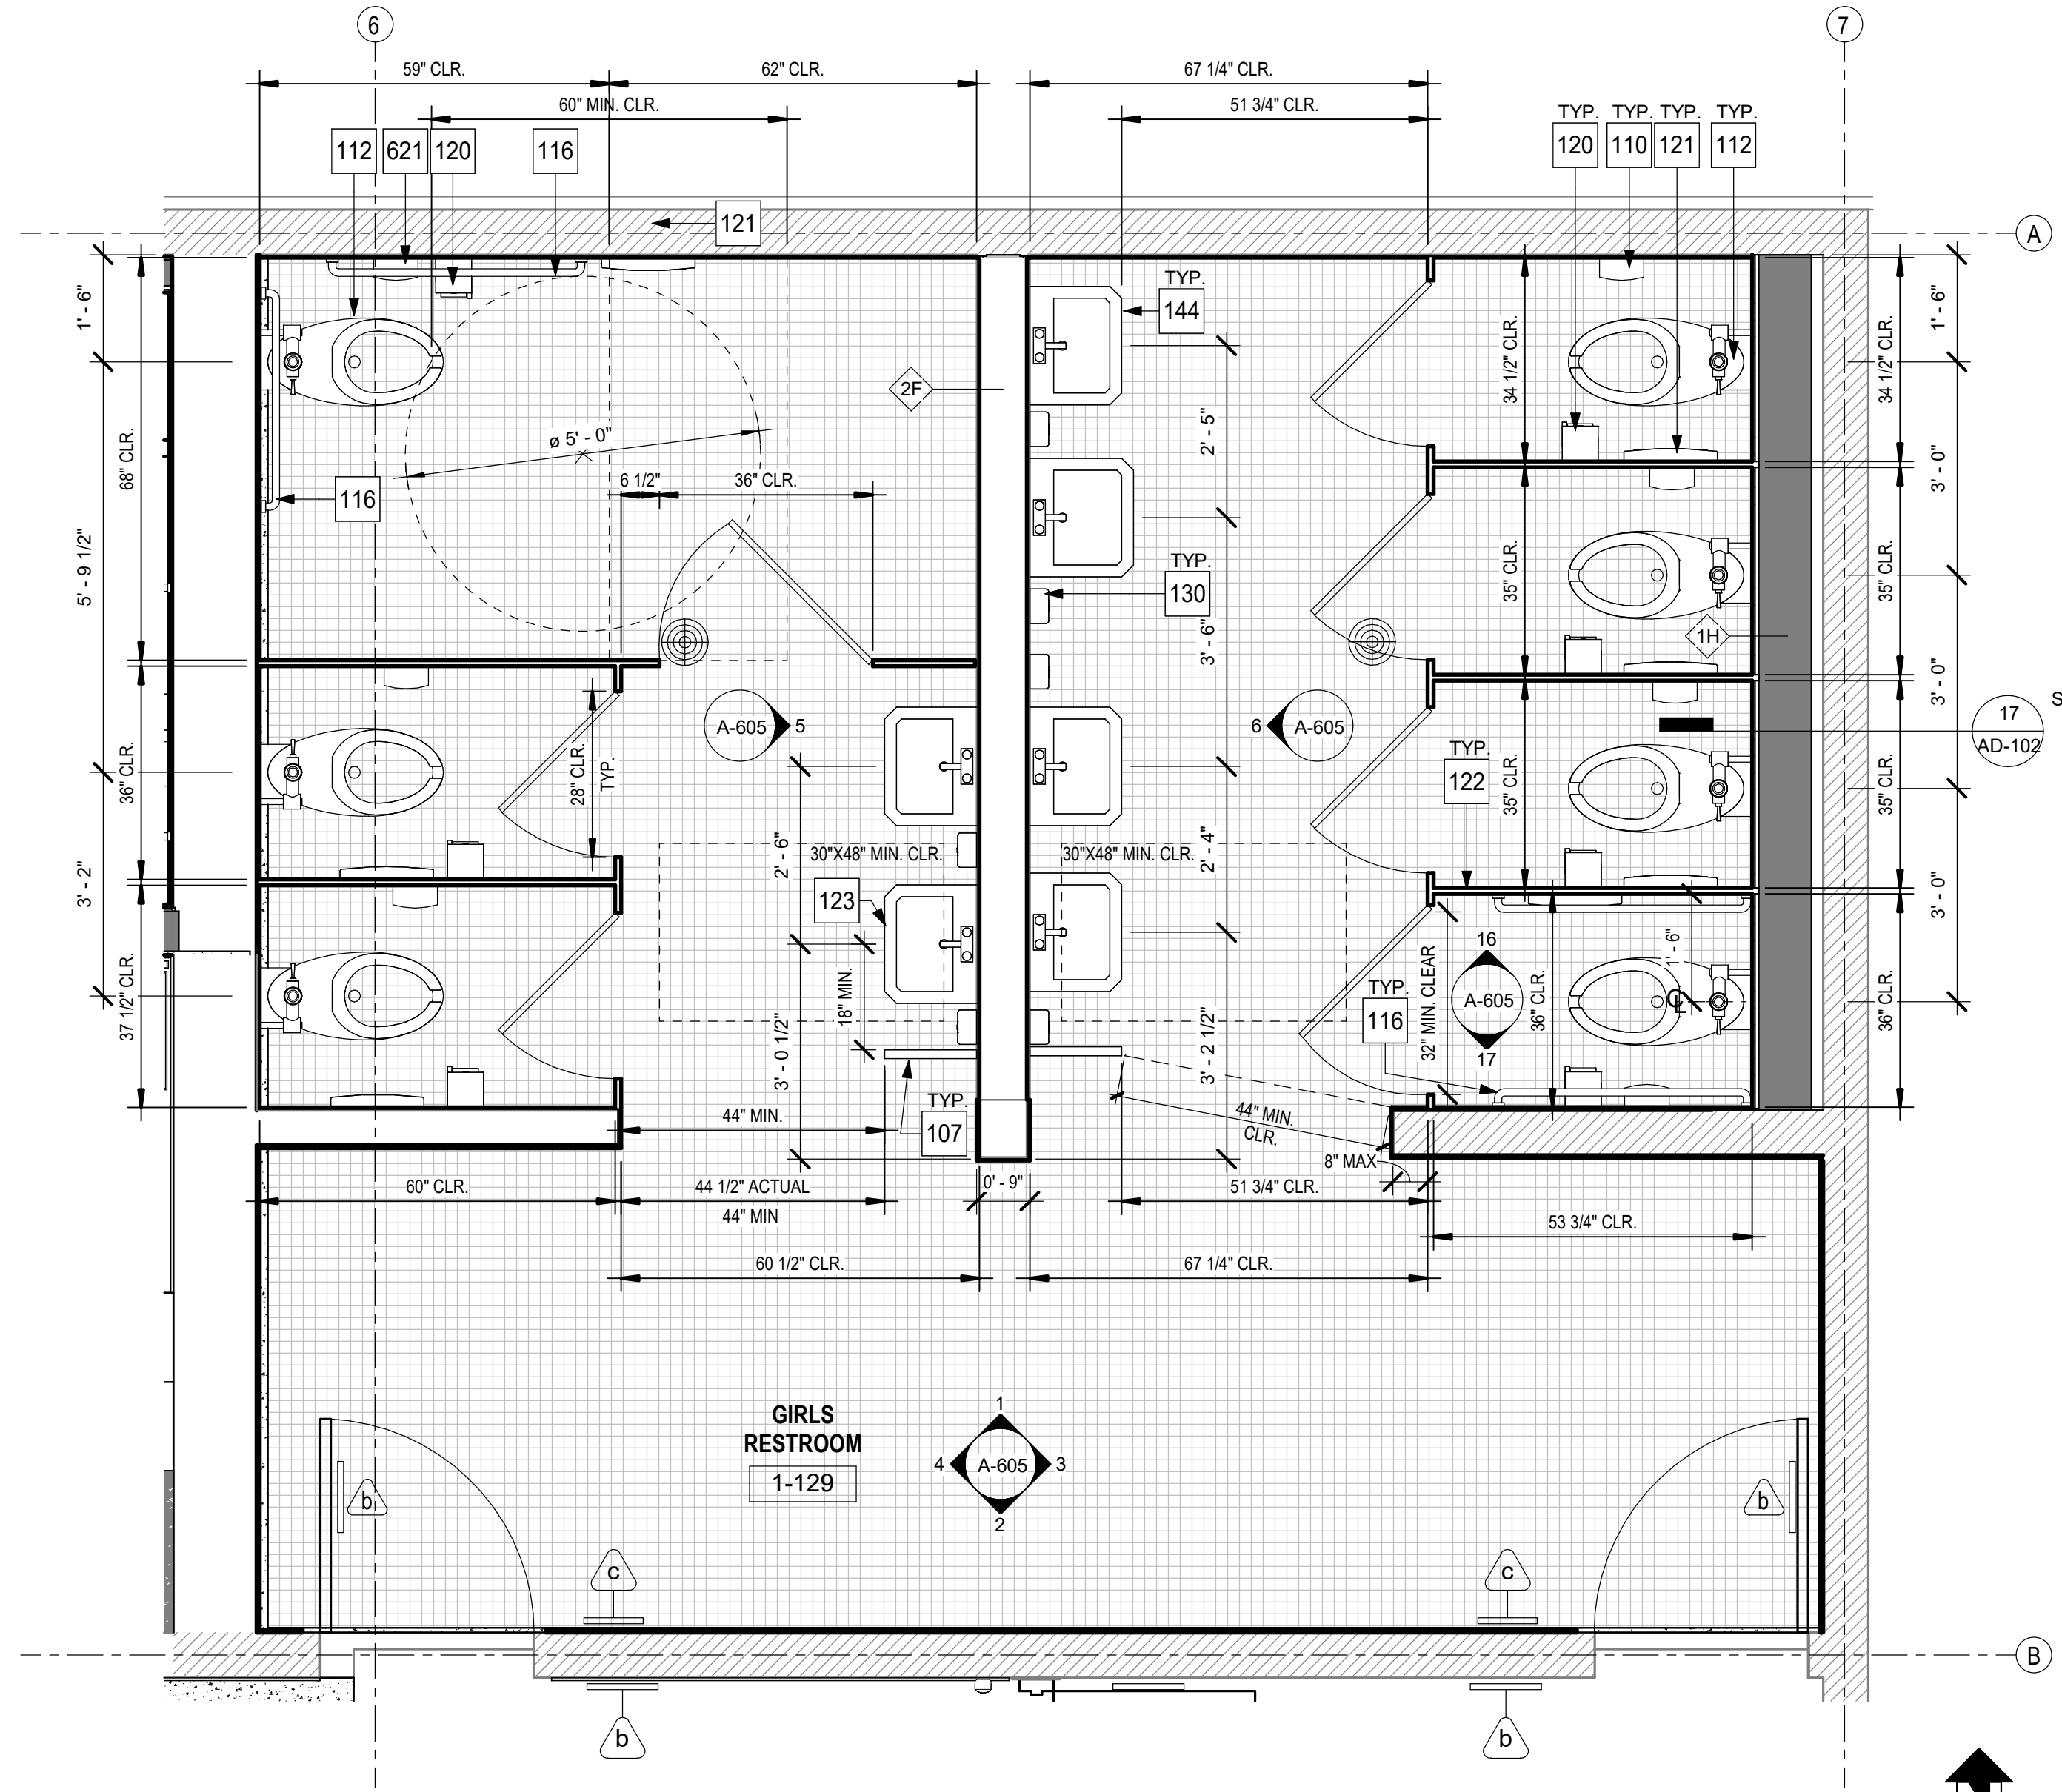 6
7
59" CLR.
62" CLR.
67 1/4" CLR.
60" MIN. CLR.
51 3/4" CLR.
TYP.
TYP.
TYP.
TYP.
112
621
120
116
120
110
121
112
121
A
1' - 6"
TYP.
144
34 1/2" CLR.
34 1/2" CLR.
1' - 6"
2F
68" CLR.
ø 5' - 0"
2' - 5"
116
6 1/2"
36" CLR.
3' - 0"
5' - 9 1/2"
TYP.
130
35" CLR.
35" CLR.
3' - 6"
1H
3' - 0"
A-605
5
6
A-605
17
AD-102
S
28" CLR.
TYP.
36" CLR.
TYP.
122
35" CLR.
35" CLR.
2' - 6"
30"X48" MIN. CLR.
30"X48" MIN. CLR.
2' - 4"
3' - 2"
123
3' - 0"
37 1/2" CLR.
18" MIN.
32" MIN. CLEAR
16
A-605
17
36" CLR.
1' - 6"
CL
36" CLR.
TYP.
116
3' - 0 1/2"
3' - 2 1/2"
44" MIN.
TYP.
107
44" MIN.
CLR.
8" MAX
60" CLR.
44 1/2" ACTUAL
44" MIN
0' - 9"
51 3/4" CLR.
53 3/4" CLR.
60 1/2" CLR.
67 1/4" CLR.
GIRLS
RESTROOM
1-129
1
4
A-605
3
2
b
b
c
c
B
b
b